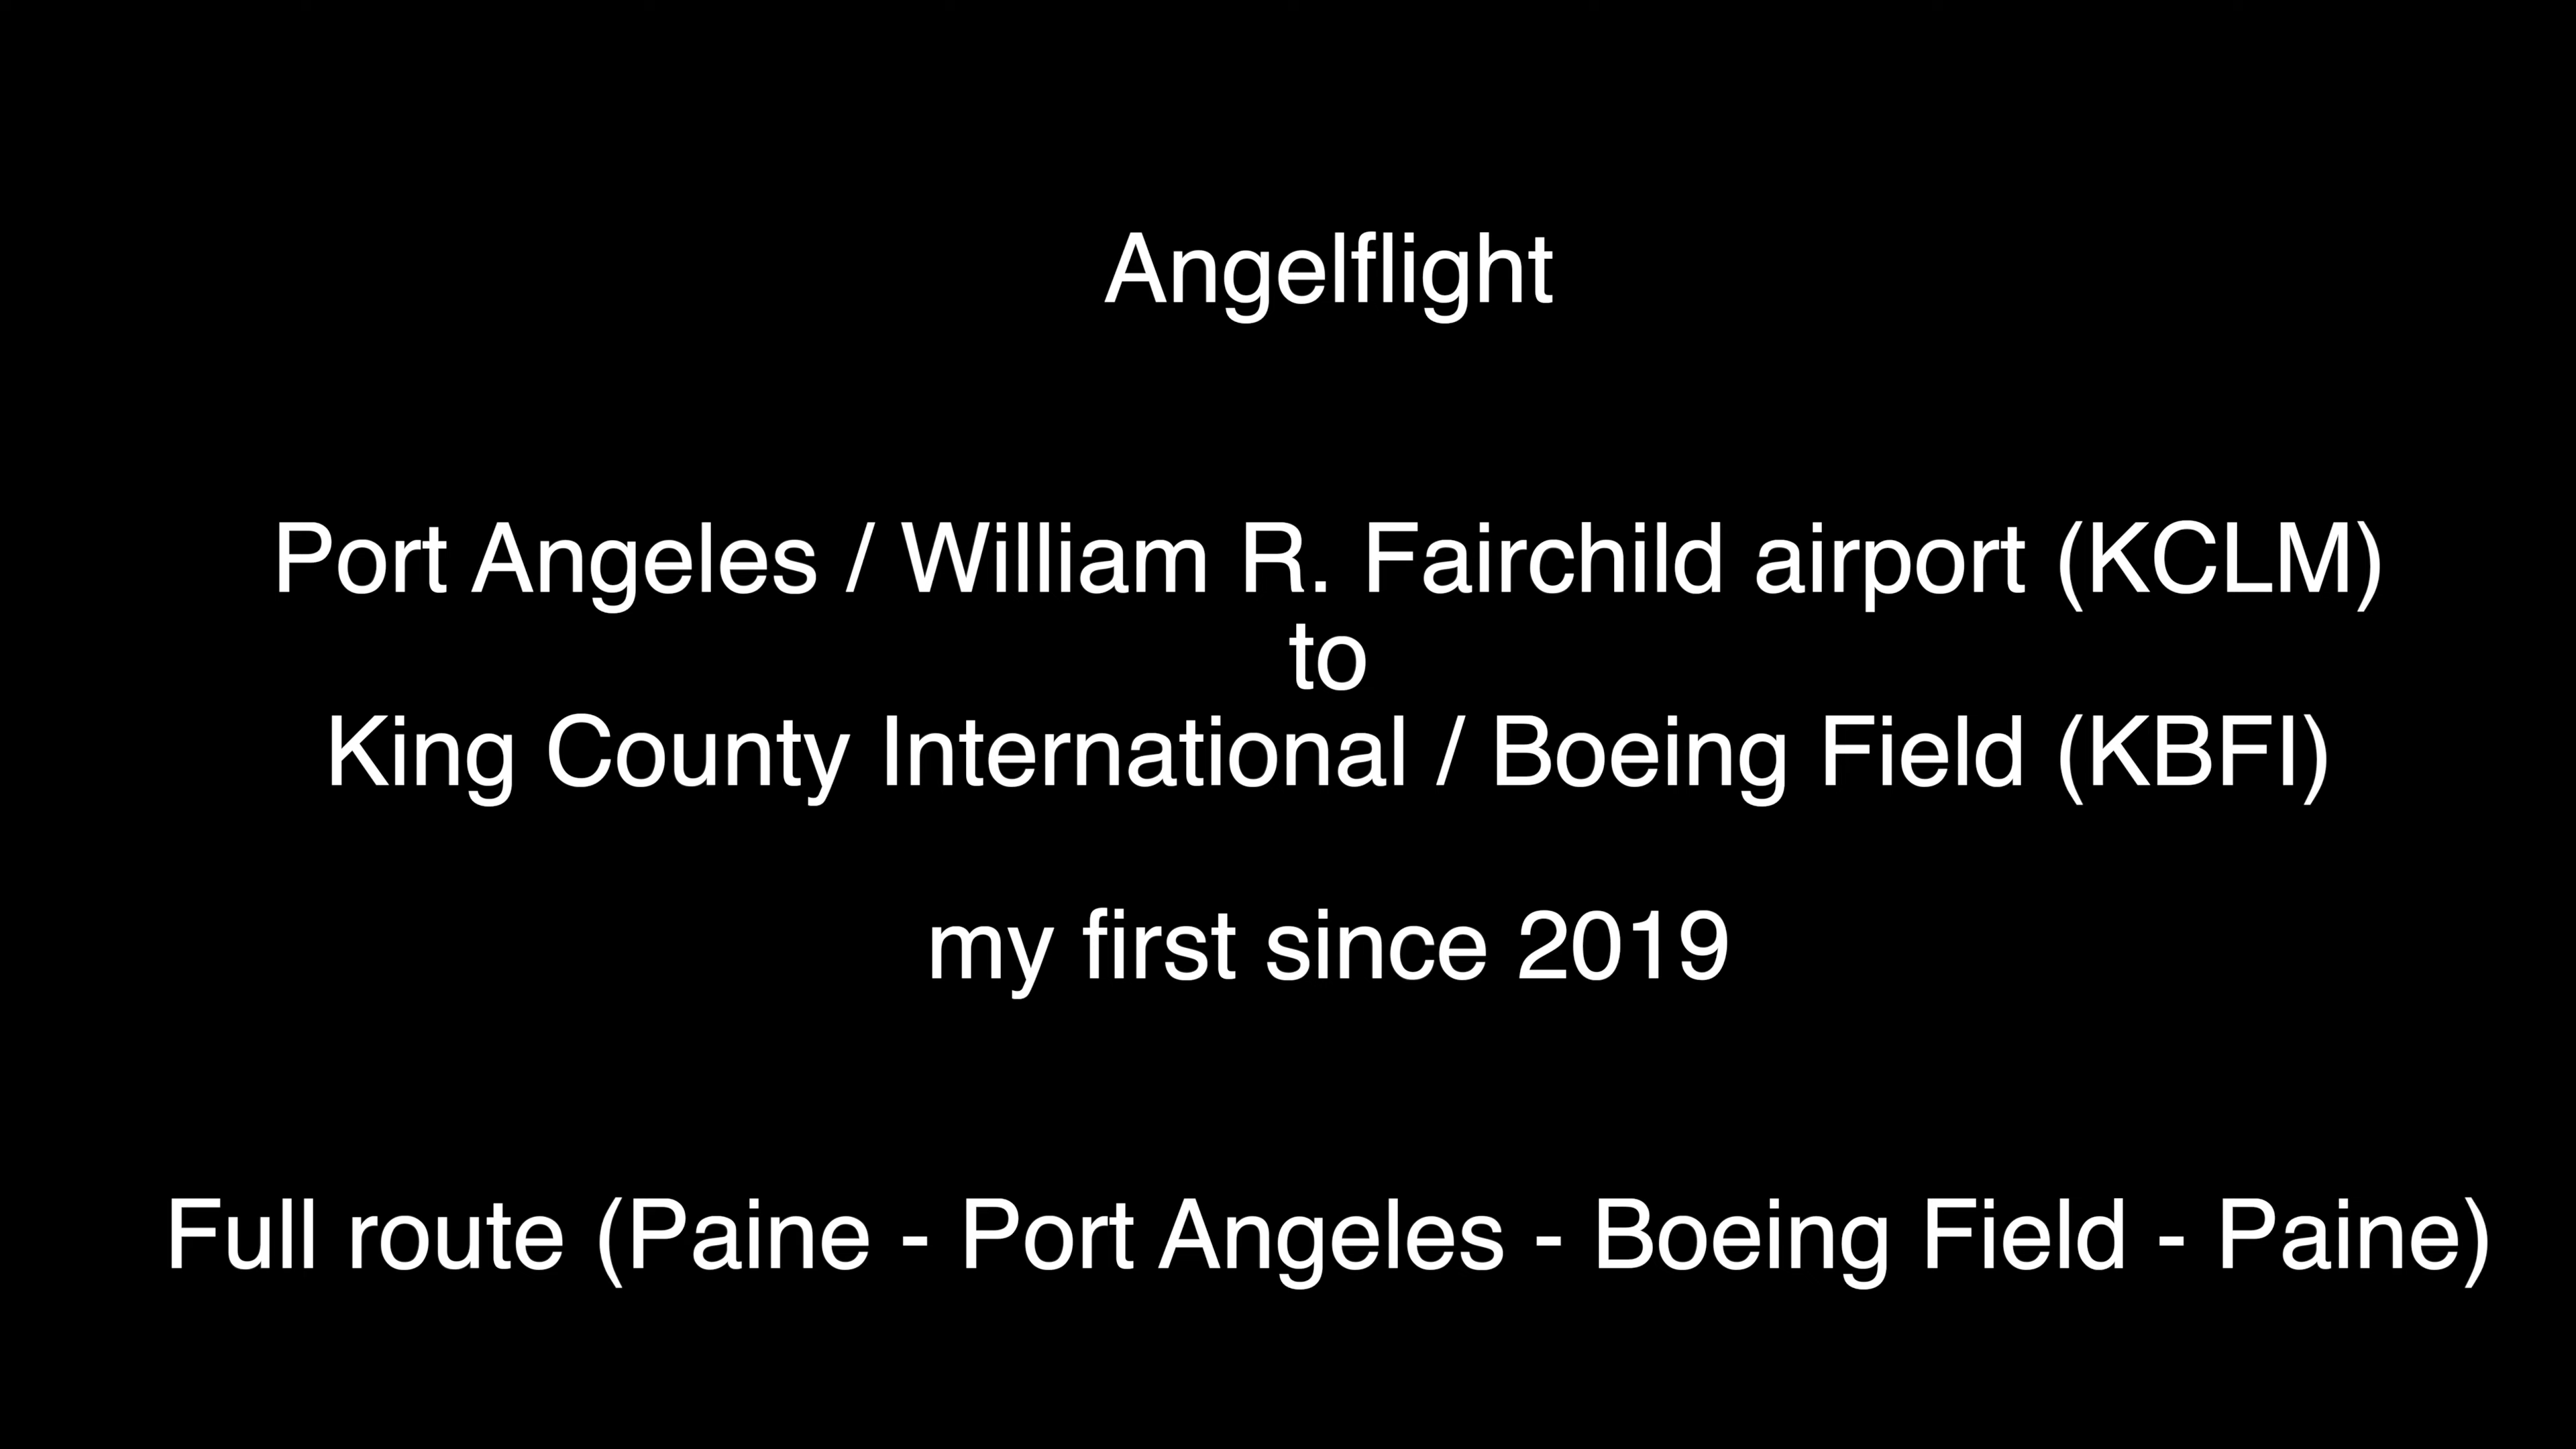 Angelflight
Port Angeles / William R. Fairchild airport (KCLM)
to
King County International / Boeing Field (KBFI)
my first since 2019
Full route (Paine - Port Angeles - Boeing Field - Paine)